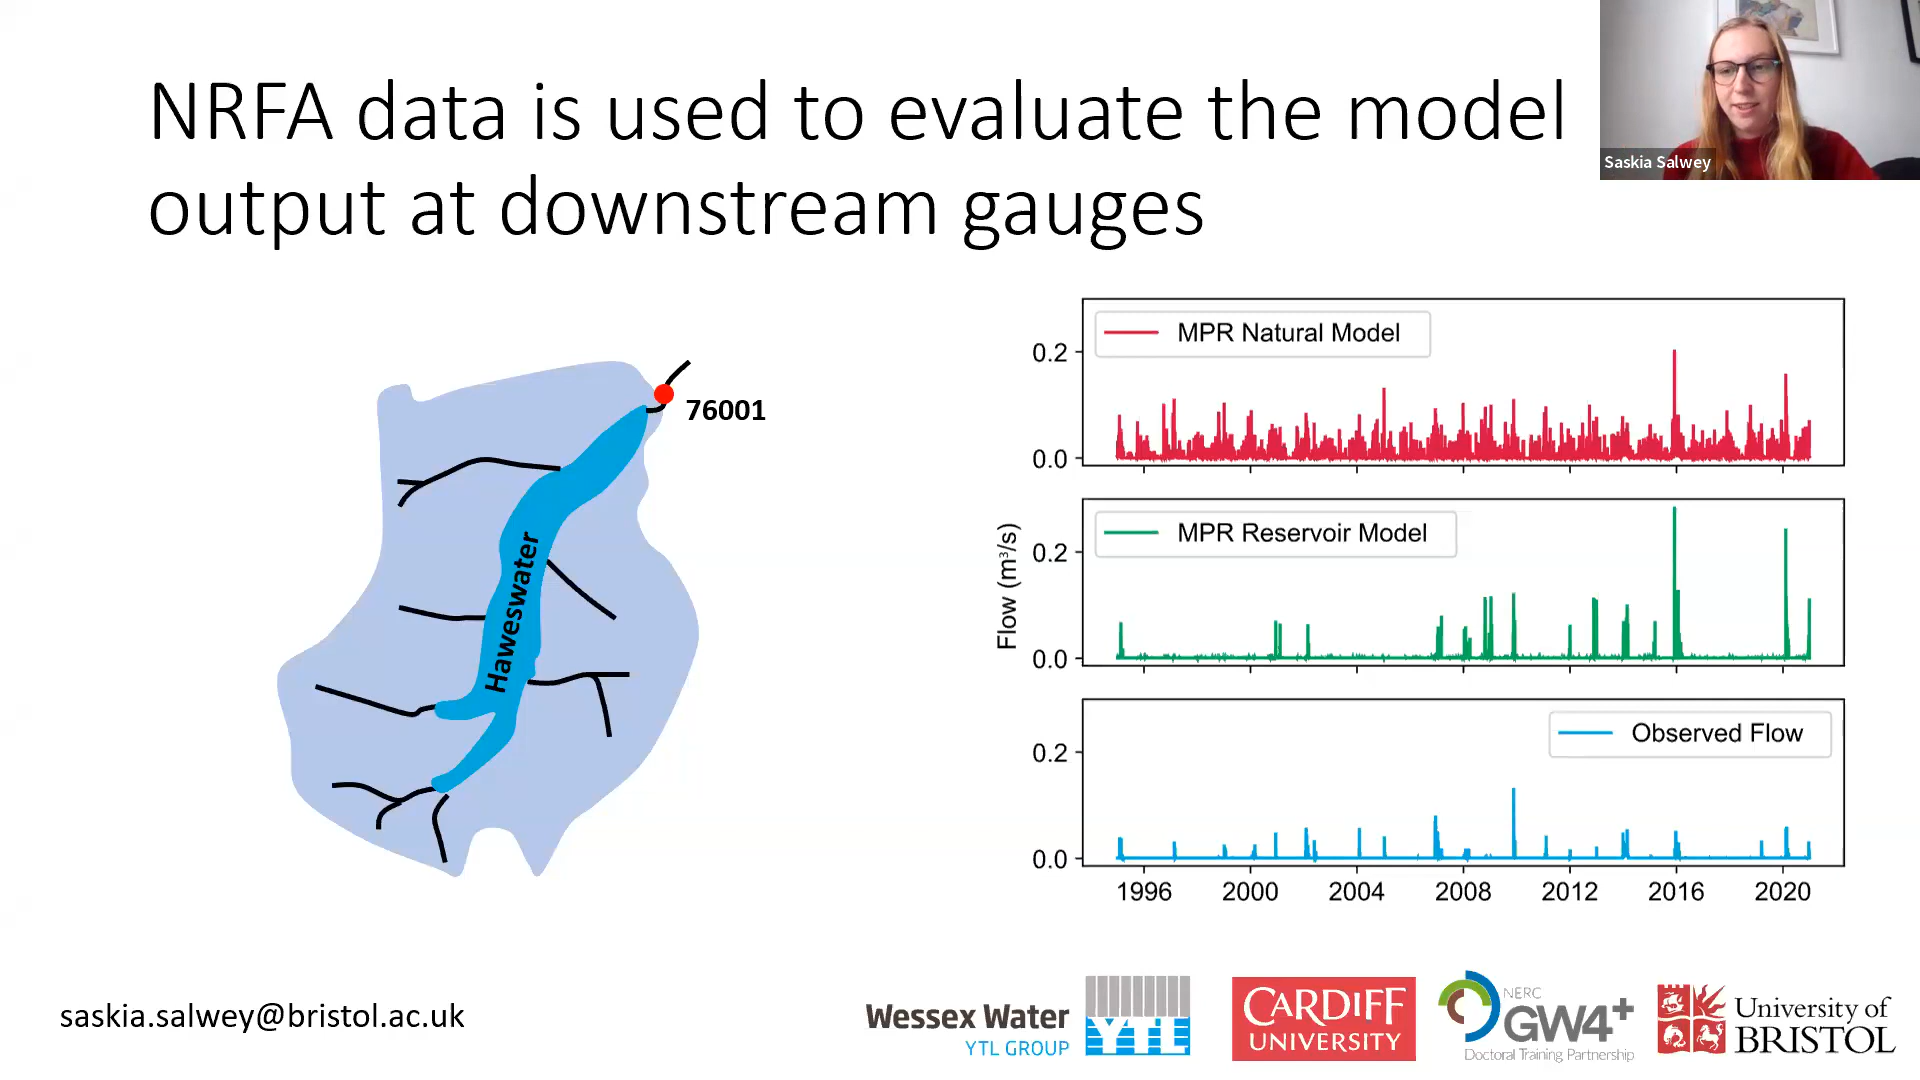 NRFA data is used to evaluate the model
output at downstream gauges
Saskia Salwey
76001
Haweswater
MPR Natural Model
0.2
0.0
MPR Reservoir Model
Flow (m³/s)
0.2
0.0
Observed Flow
0.2
0.0
1996 2000 2004 2008 2012 2016 2020
saskia.salwey@bristol.ac.uk
Wessex Water
YTL GROUP
YTL
CARDIFF
UNIVERSITY
NERC
GW4+
Doctoral Training Partnership
University of
BRISTOL